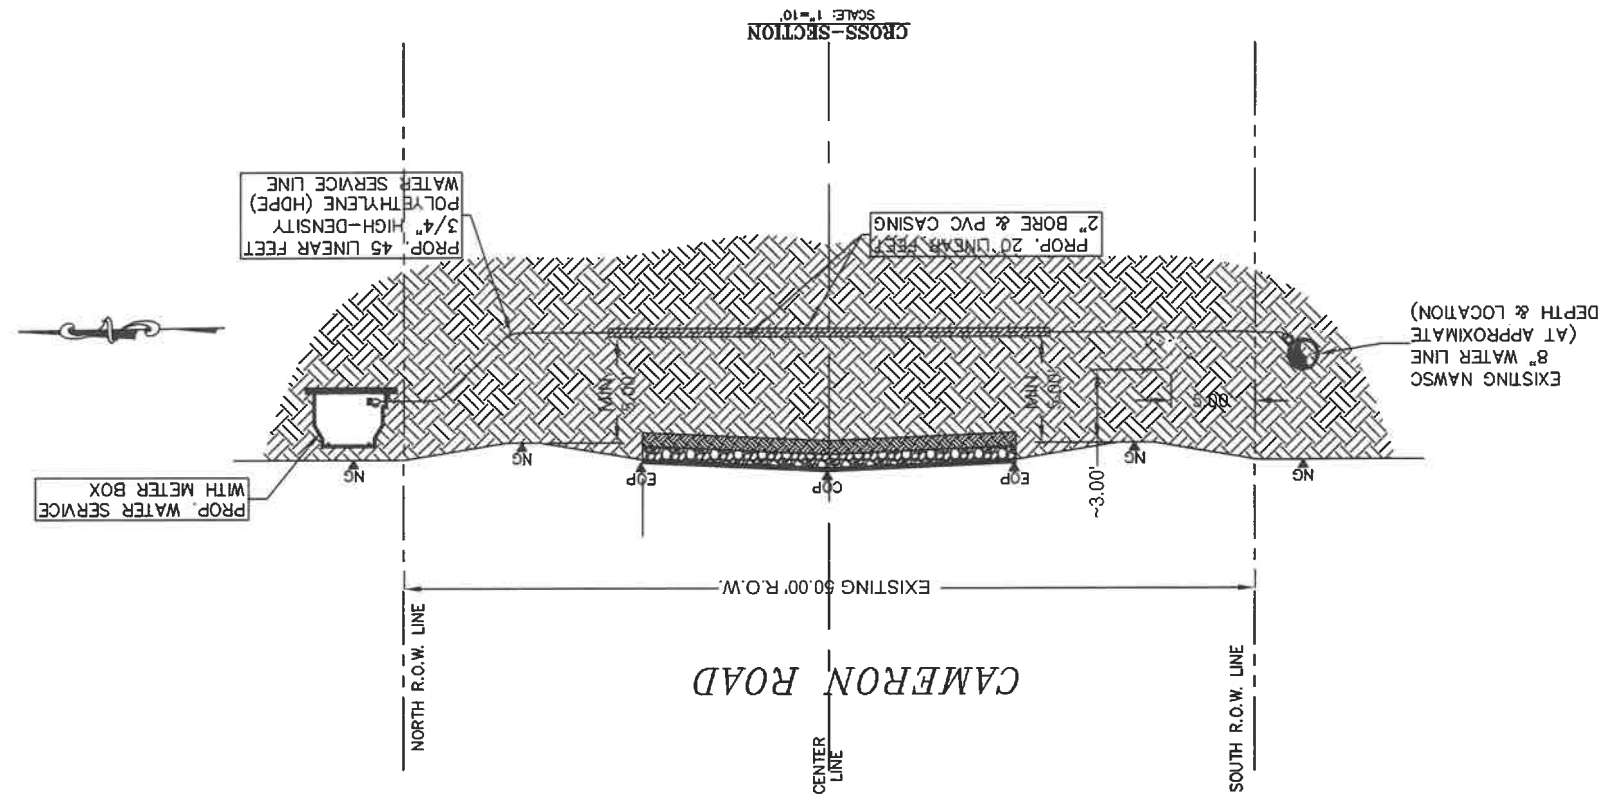 CENTER
LINE
NORTH R.O.W. LINE
SOUTH R.O.W. LINE
CAMERON ROAD
EXISTING 50.00' R.O.W.
PROP. WATER SERVICE
WITH METER BOX
NG
NG
EOP
COP
EOP
NG
NG
~3.00'
5.00'
MIN
5.00'
MIN
EXISTING NAWSC
8" WATER LINE
(AT APPROXIMATE
DEPTH & LOCATION)
PROP. 20 LINEAR FEET
2" BORE & PVC CASING
PROP. 45 LINEAR FEET
3/4" HIGH-DENSITY
POLYETHYLENE (HDPE)
WATER SERVICE LINE
CROSS-SECTION
SCALE: 1"=10'